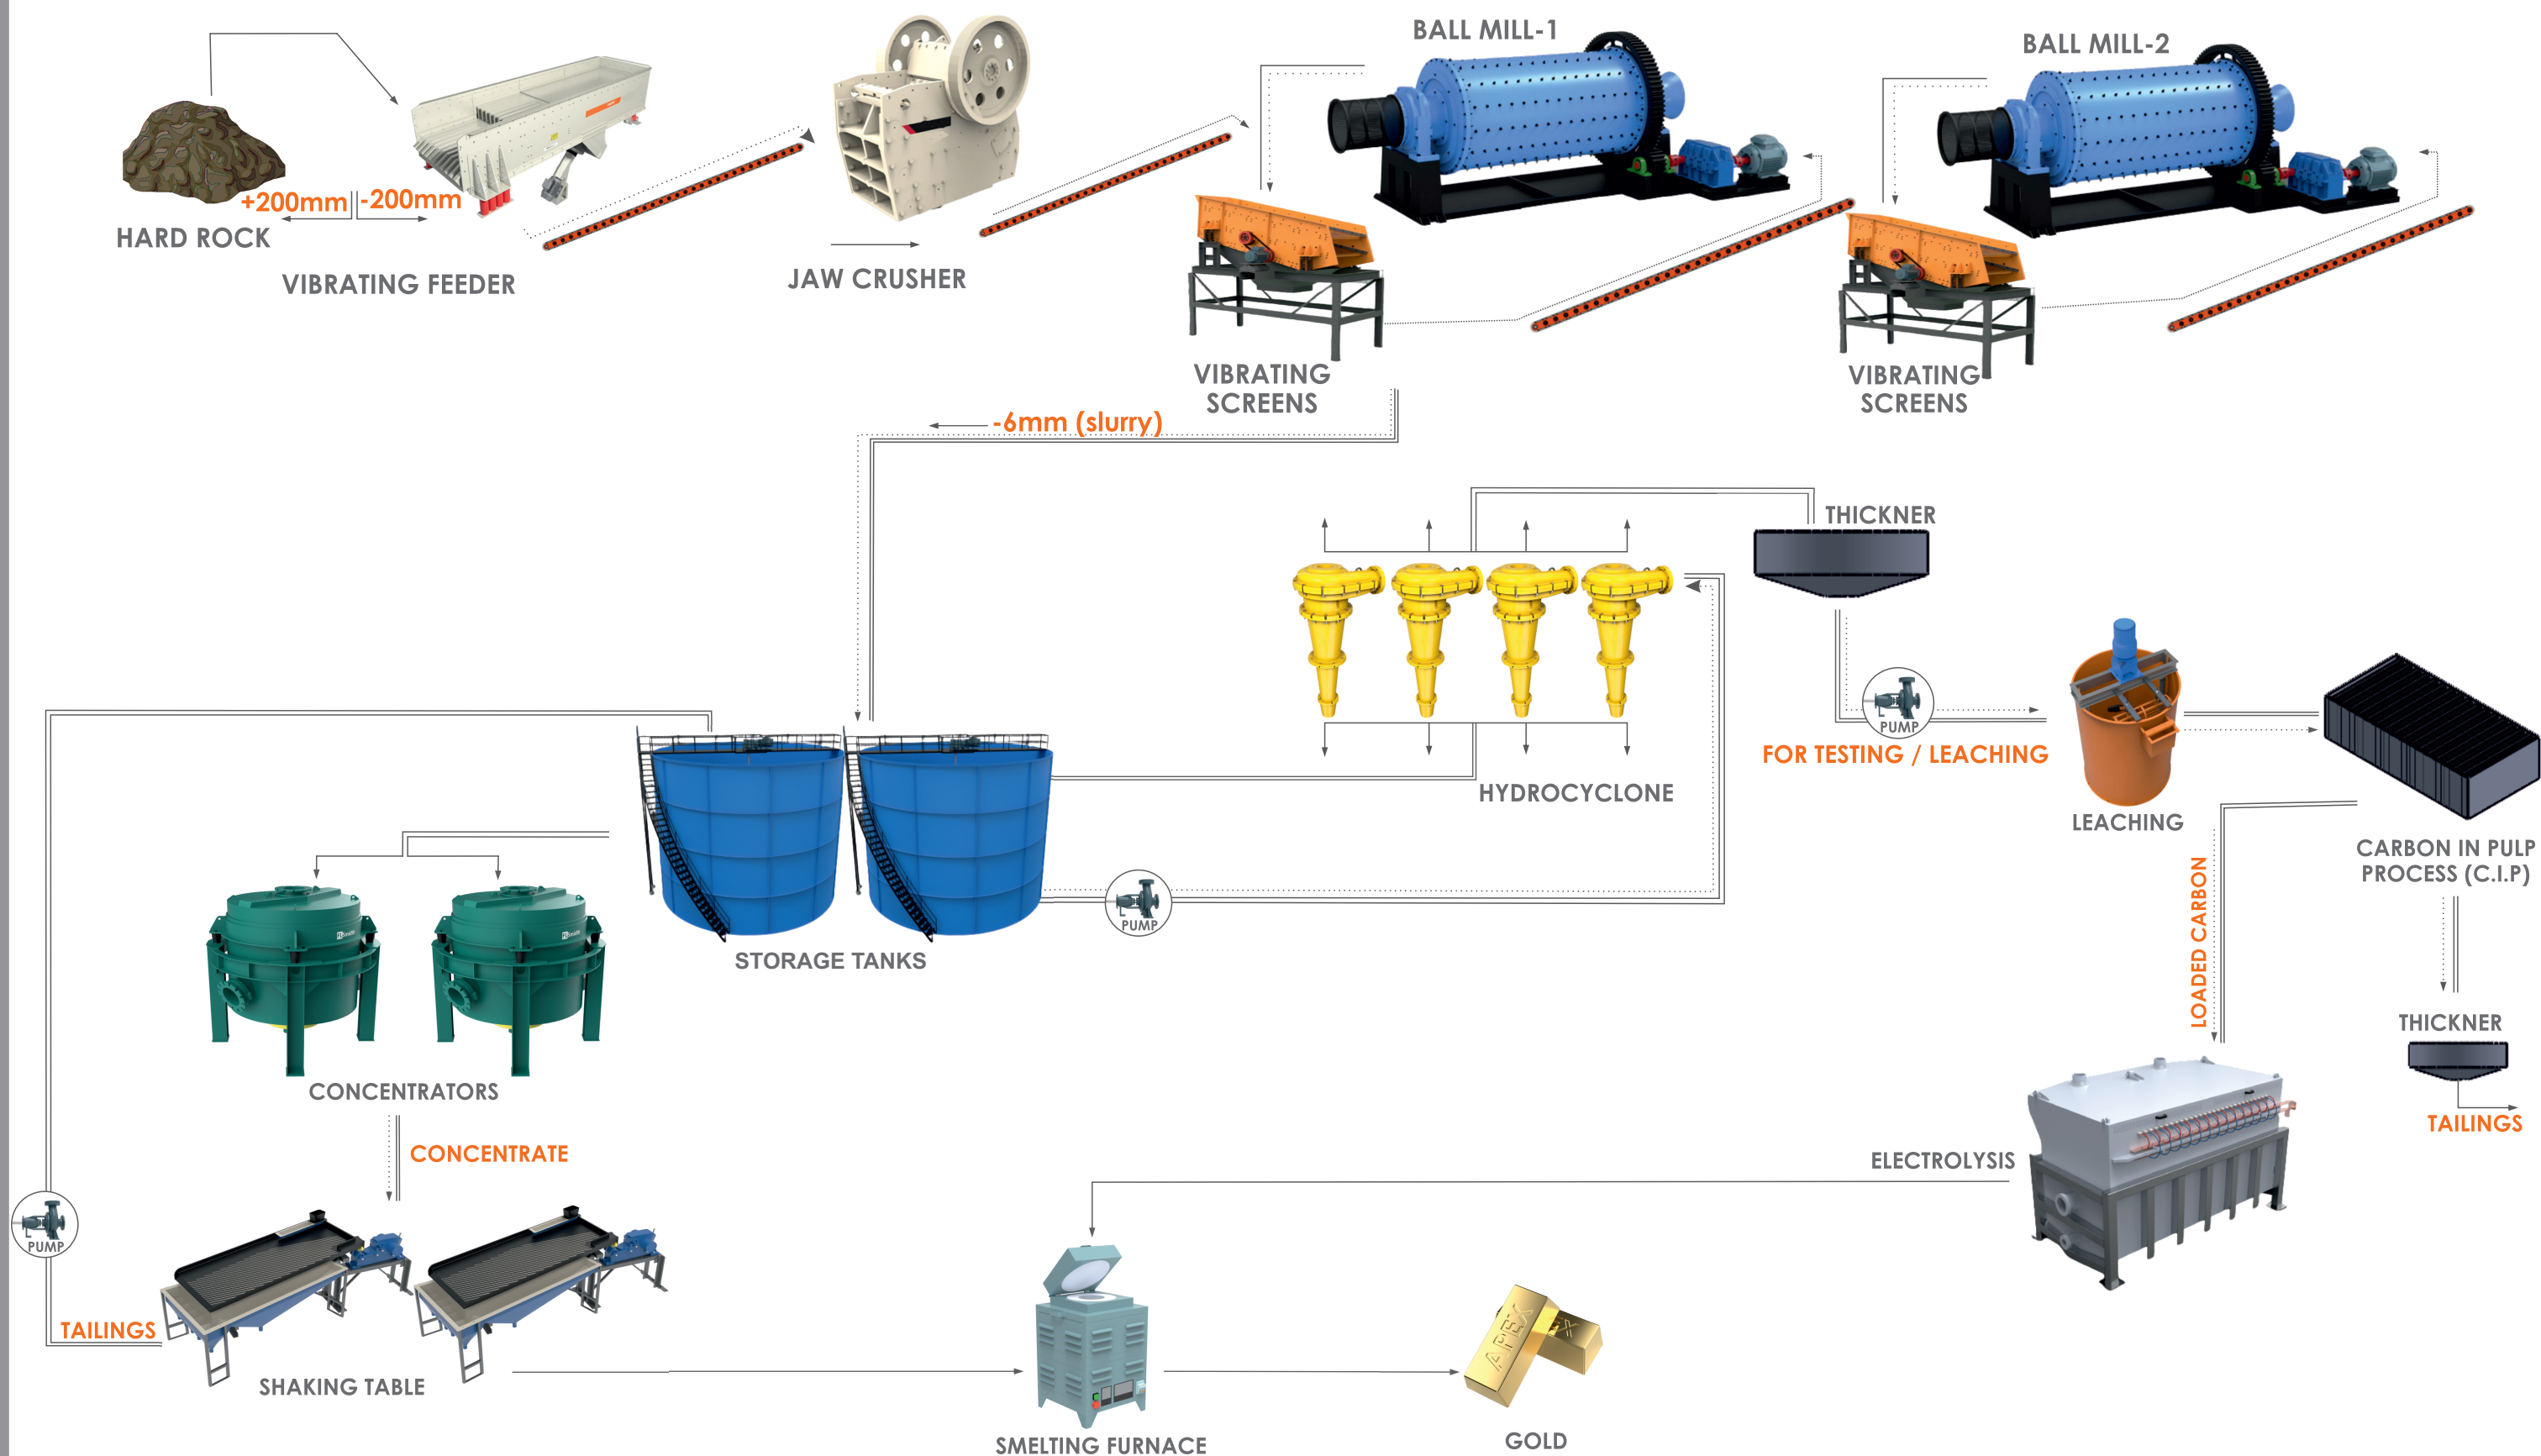 BALL MILL-1
BALL MILL-2
+200mm
-200mm
HARD ROCK
VIBRATING FEEDER
JAW CRUSHER
VIBRATING
SCREENS
VIBRATING
SCREENS
-6mm (slurry)
THICKNER
PUMP
FOR TESTING / LEACHING
HYDROCYCLONE
LEACHING
CARBON IN PULP
PROCESS (C.I.P)
LOADED CARBON
PUMP
STORAGE TANKS
THICKNER
CONCENTRATORS
TAILINGS
CONCENTRATE
ELECTROLYSIS
PUMP
TAILINGS
SHAKING TABLE
APEX
SMELTING FURNACE
GOLD